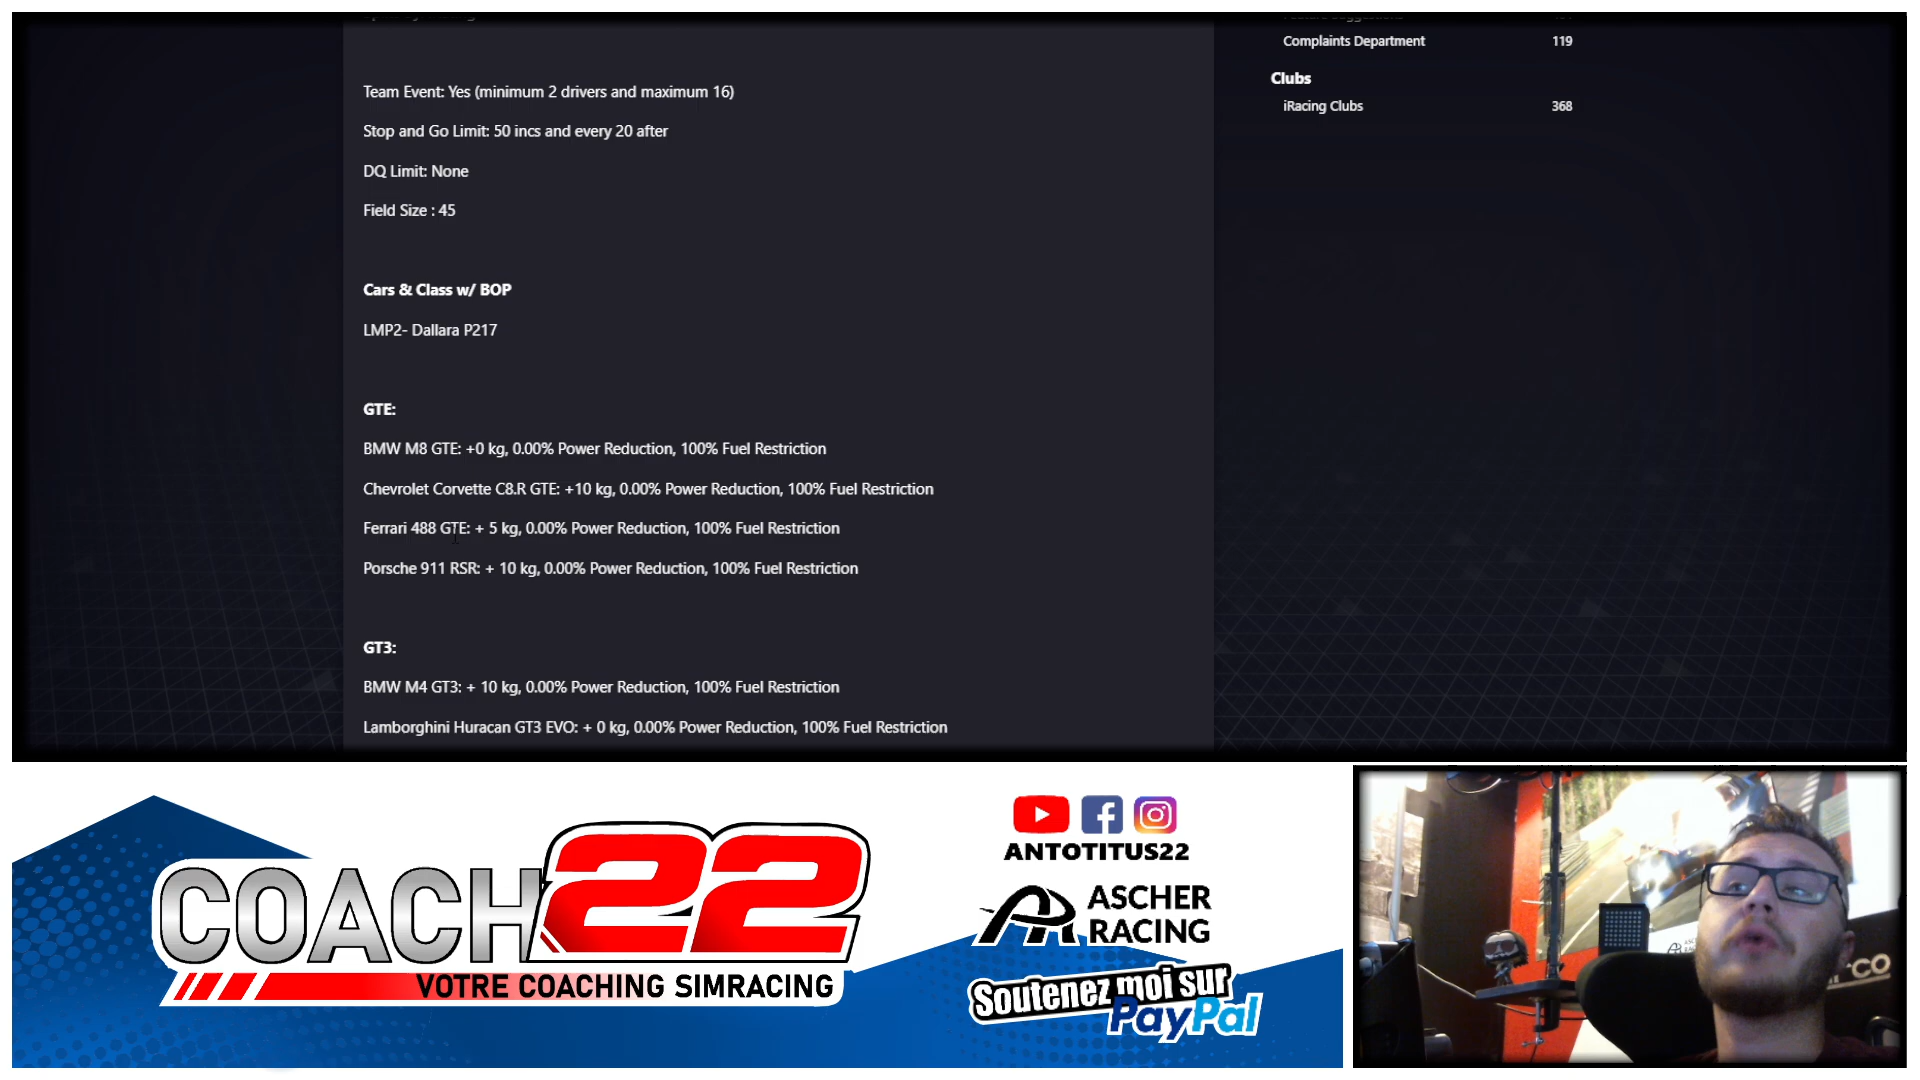 Complaints Department 119
Clubs
iRacing Clubs 368
Team Event: Yes (minimum 2 drivers and maximum 16)
Stop and Go Limit: 50 incs and every 20 after
DQ Limit: None
Field Size : 45
Cars & Class w/ BOP
LMP2- Dallara P217
GTE:
BMW M8 GTE: +0 kg, 0.00% Power Reduction, 100% Fuel Restriction
Chevrolet Corvette C8.R GTE: +10 kg, 0.00% Power Reduction, 100% Fuel Restriction
Ferrari 488 GTE: + 5 kg, 0.00% Power Reduction, 100% Fuel Restriction
Porsche 911 RSR: + 10 kg, 0.00% Power Reduction, 100% Fuel Restriction
GT3:
BMW M4 GT3: + 10 kg, 0.00% Power Reduction, 100% Fuel Restriction
Lamborghini Huracan GT3 EVO: + 0 kg, 0.00% Power Reduction, 100% Fuel Restriction
COACH22
VOTRE COACHING SIMRACING
ANTOTITUS22
ASCHER
RACING
Soutenez moi sur
PayPal